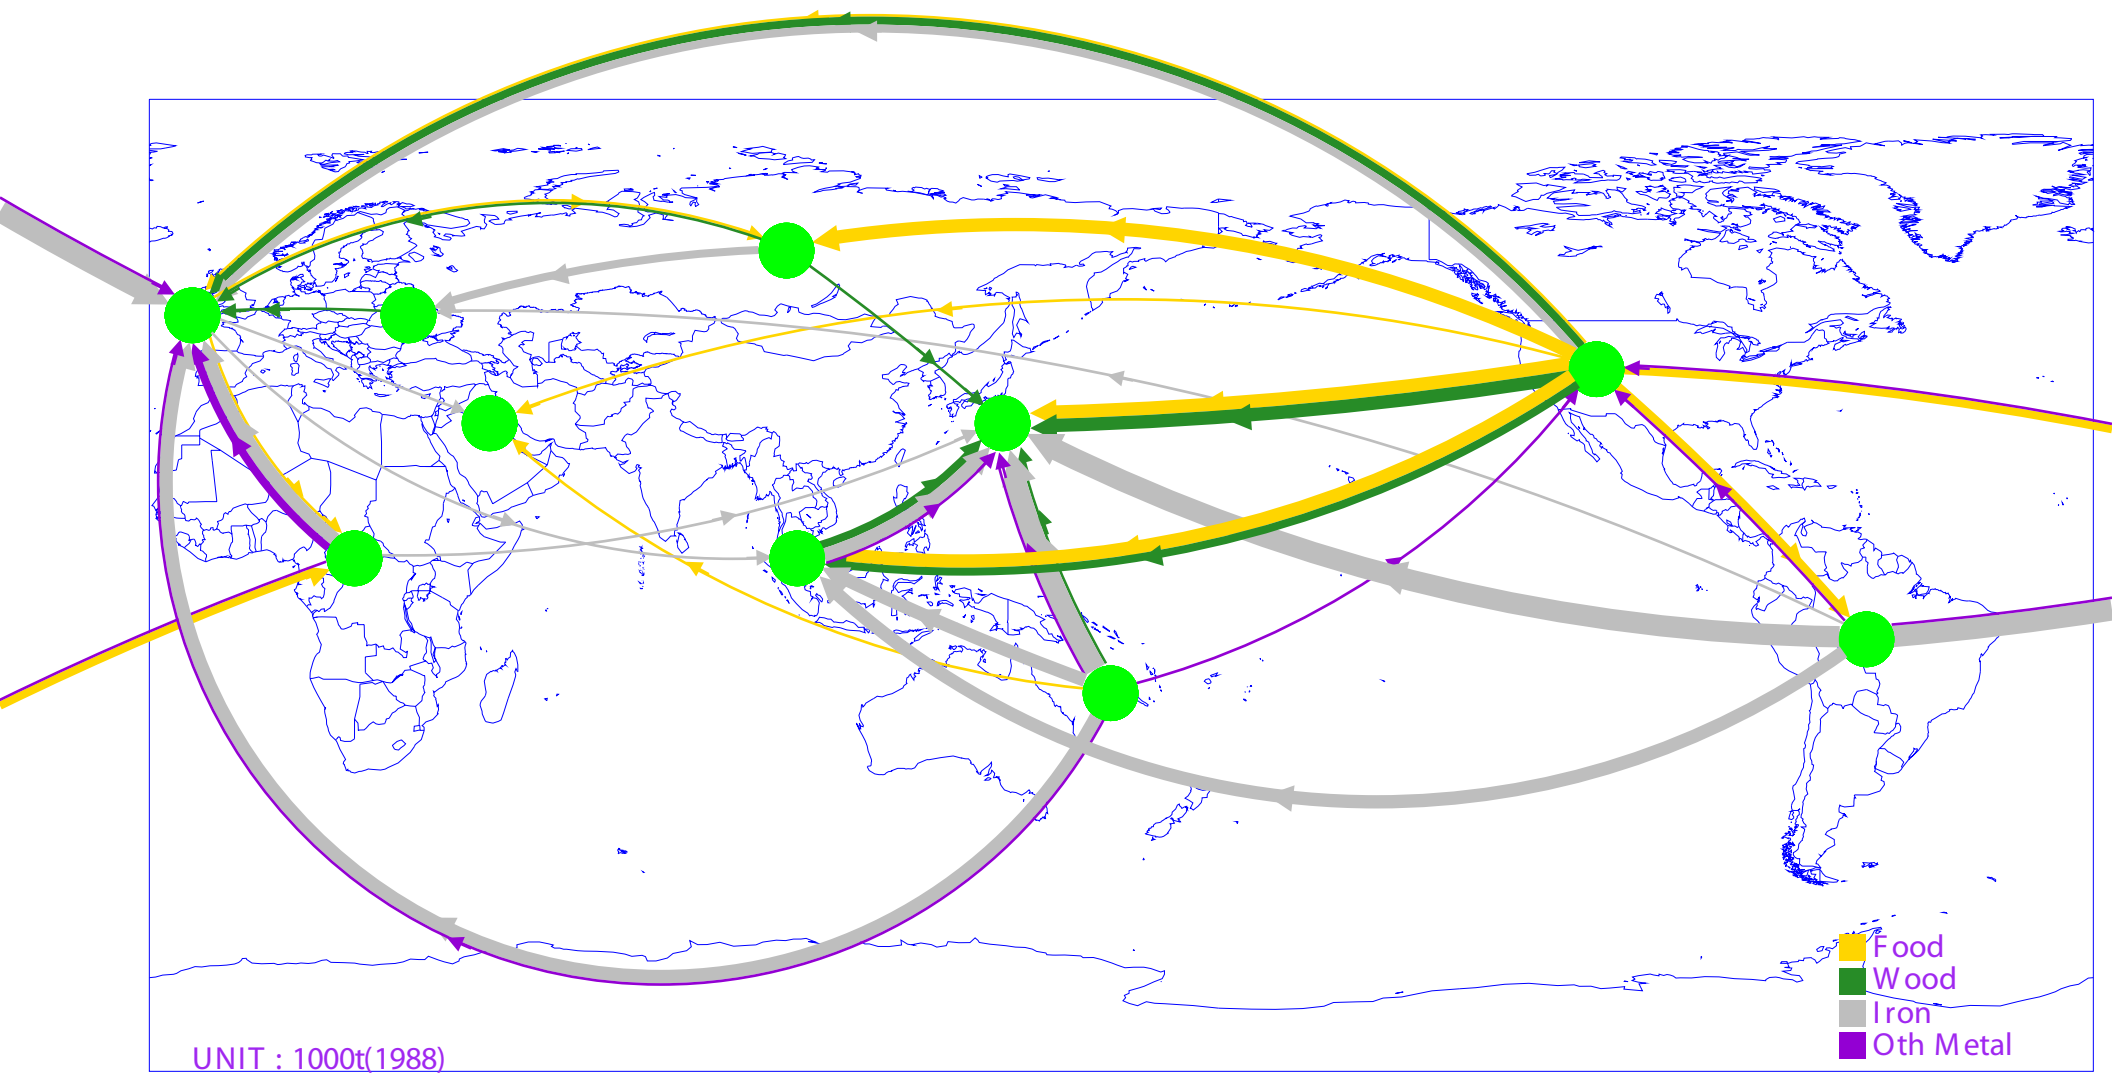 Food
Wood
Iron
Oth Metal
UNIT : 1000t(1988)